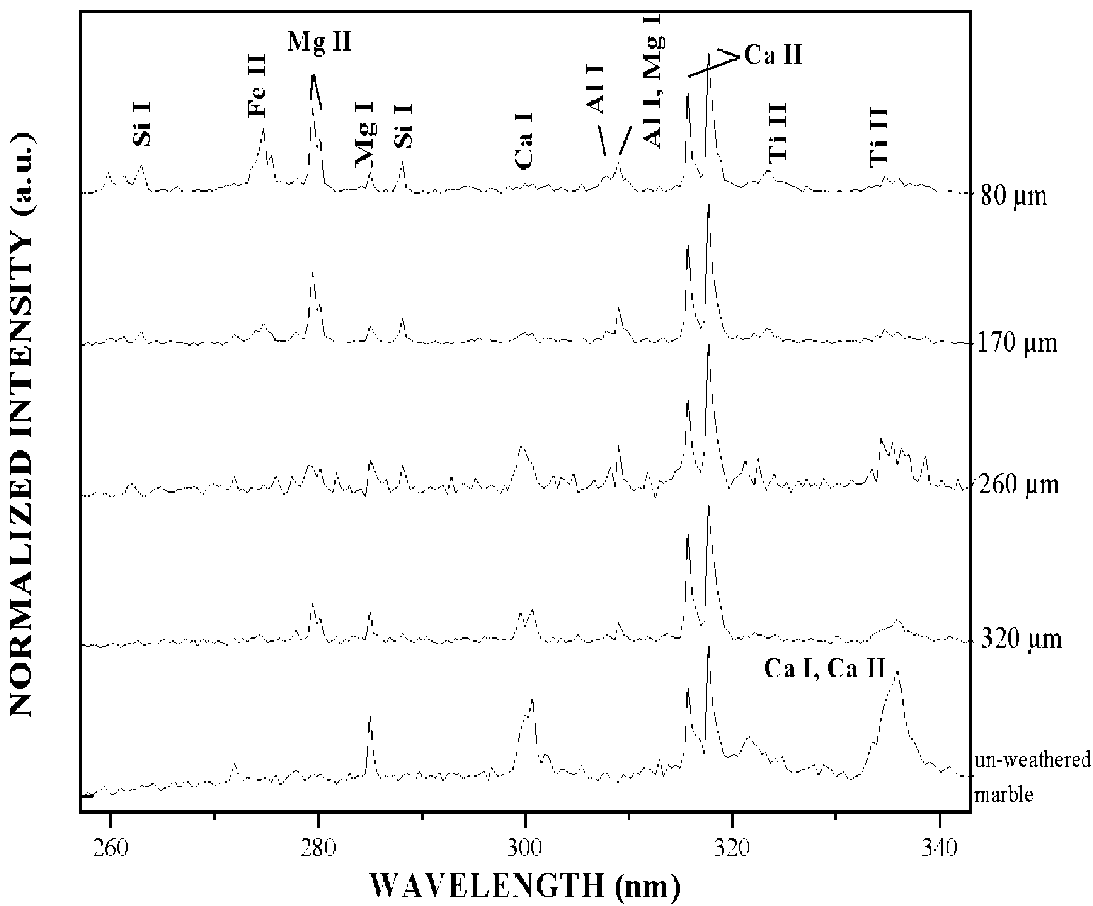 NORMALIZED INTENSITY (a.u.)
Si I
Fe II
Mg II
Mg I
Si I
Ca I
Al I
Al I, Mg I
Ca II
Ti II
Ti II
80 µm
170 µm
260 µm
320 µm
Ca I, Ca II
un-weathered
marble
260
280
300
320
340
WAVELENGTH (nm)